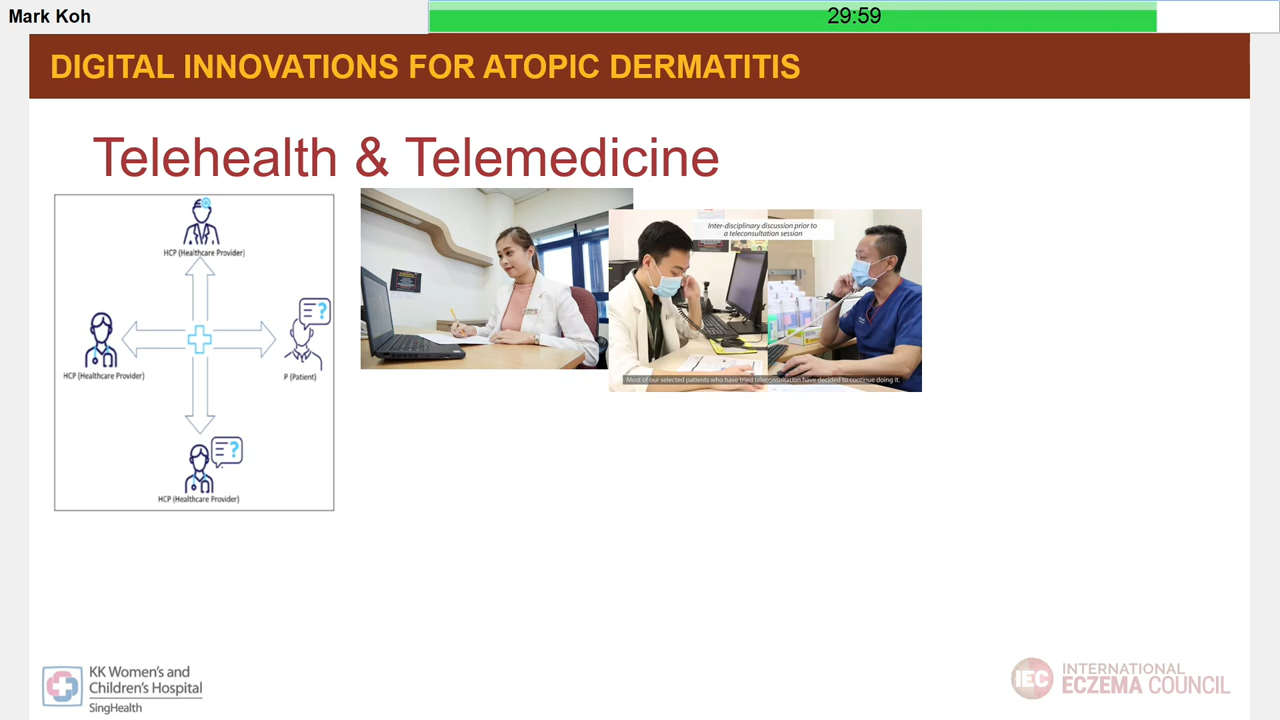 Mark Koh
29:59
DIGITAL INNOVATIONS FOR ATOPIC DERMATITIS
Telehealth & Telemedicine
HCP (Healthcare Provider)
HCP (Healthcare Provider)
P (Patient)
HCP (Healthcare Provider)
Inter-disciplinary discussion prior to
a teleconsultation session
Most of our selected patients who have tried teleconsultation have decided to continue doing it.
KK Women's and
Children's Hospital
SingHealth
IEC
INTERNATIONAL
ECZEMA COUNCIL